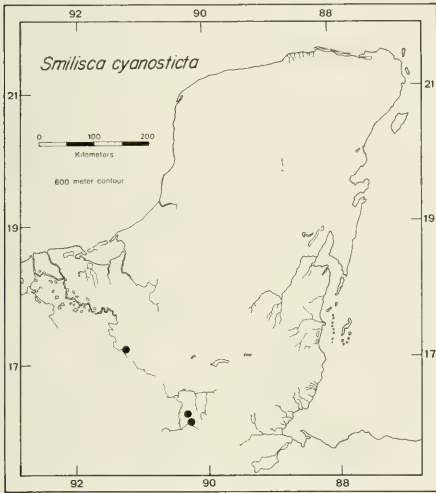 92 90 88
Smilisca cyanosticta
21 21
0 100 200
Kilometers
600 meter contour
19 19
17 17
92 90 88